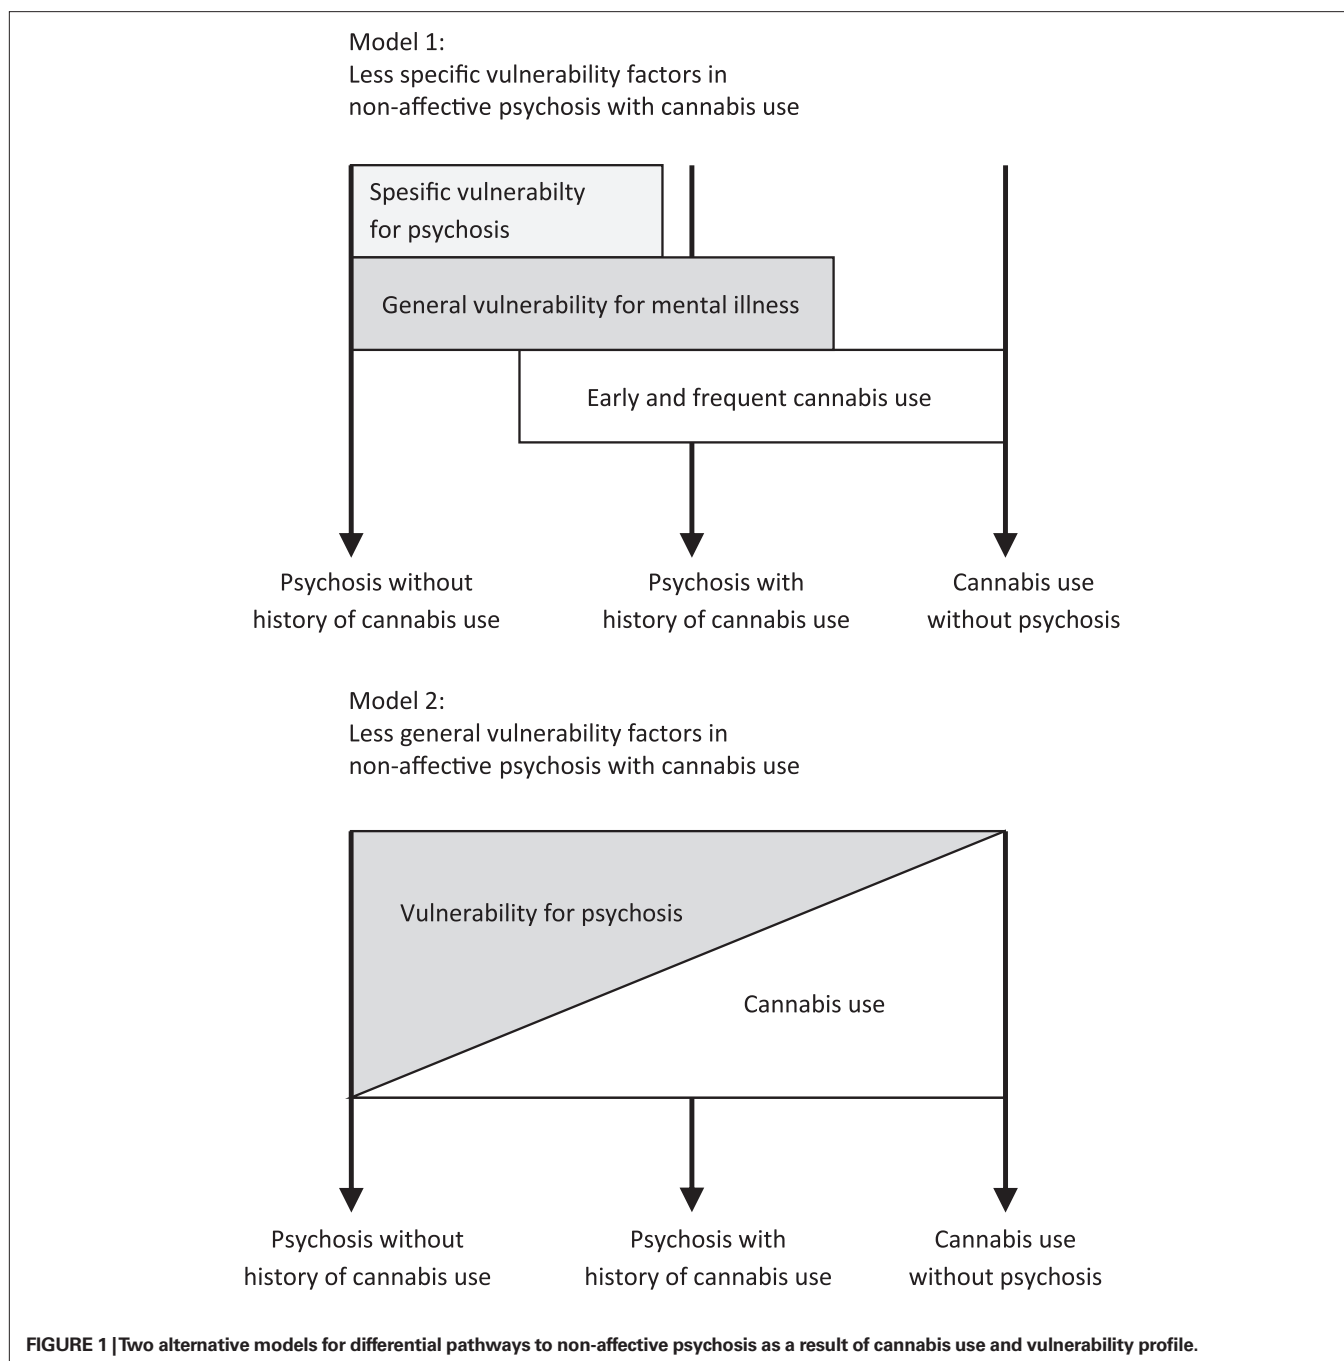 Model 1:
Less specific vulnerability factors in
non-affective psychosis with cannabis use
Spesific vulnerabilty
for psychosis
General vulnerability for mental illness
Early and frequent cannabis use
Psychosis without
history of cannabis use
Psychosis with
history of cannabis use
Cannabis use
without psychosis
Model 2:
Less general vulnerability factors in
non-affective psychosis with cannabis use
Vulnerability for psychosis
Cannabis use
Psychosis without
history of cannabis use
Psychosis with
history of cannabis use
Cannabis use
without psychosis
FIGURE 1 | Two alternative models for differential pathways to non-affective psychosis as a result of cannabis use and vulnerability profile.